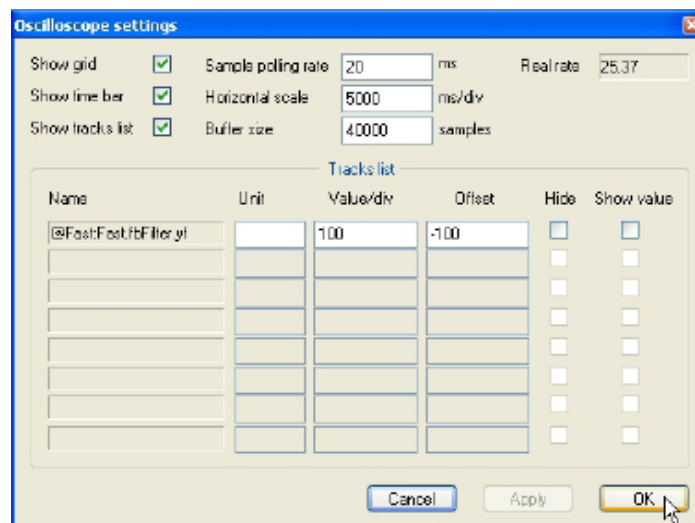 Oscilloscope settings
Show grid Sample polling rate 20 ms Real rate 25.37
Show time bar Horizontal scale 5000 ms/div
Show tracks list Buffer size 40000 samples
Tracks list
Name Unit Value/div Offset Hide Show value
@Fast:Fast.fbFilter.yf 100 -100
Cancel Apply OK